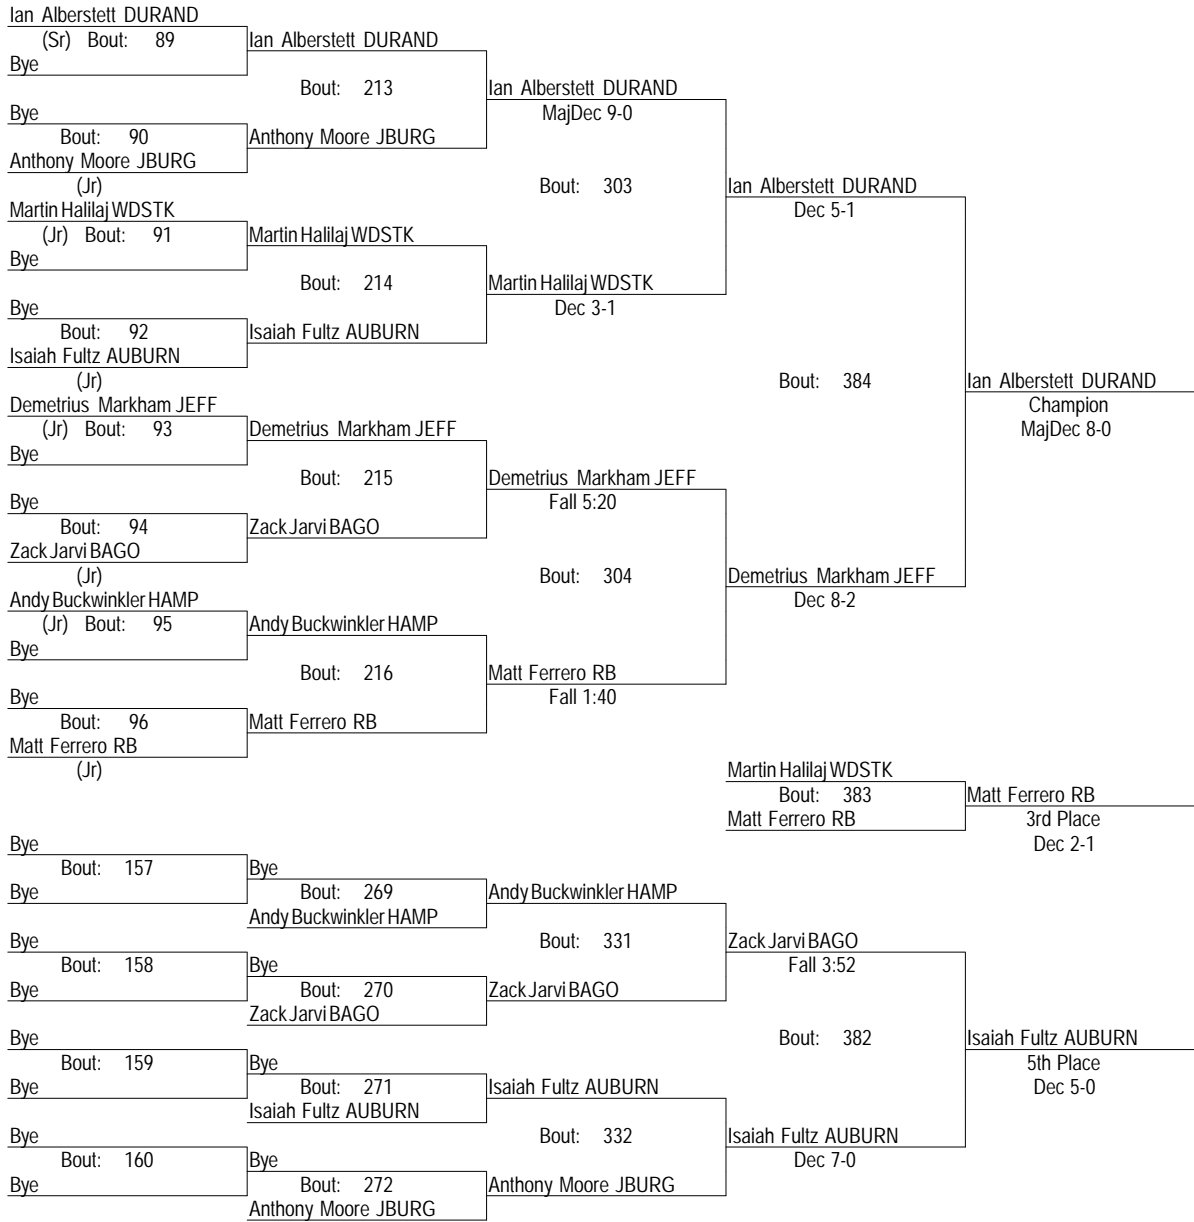 Ian Alberstett DURAND
(Sr) Bout: 89
Ian Alberstett DURAND
Bye
Bout: 213
Ian Alberstett DURAND
MajDec 9-0
Bye
Bout: 90
Anthony Moore JBURG
Anthony Moore JBURG
(Jr)
Bout: 303
Ian Alberstett DURAND
Dec 5-1
Martin Halilaj WDSTK
(Jr) Bout: 91
Martin Halilaj WDSTK
Bye
Bout: 214
Martin Halilaj WDSTK
Dec 3-1
Bye
Bout: 92
Isaiah Fultz AUBURN
Isaiah Fultz AUBURN
(Jr)
Bout: 384
Ian Alberstett DURAND
Champion
MajDec 8-0
Demetrius Markham JEFF
(Jr) Bout: 93
Demetrius Markham JEFF
Bye
Bout: 215
Demetrius Markham JEFF
Fall 5:20
Bye
Bout: 94
Zack Jarvi BAGO
Zack Jarvi BAGO
(Jr)
Bout: 304
Demetrius Markham JEFF
Dec 8-2
Andy Buckwinkler HAMP
(Jr) Bout: 95
Andy Buckwinkler HAMP
Bye
Bout: 216
Matt Ferrero RB
Fall 1:40
Bye
Bout: 96
Matt Ferrero RB
Matt Ferrero RB
(Jr)
Martin Halilaj WDSTK
Bout: 383
Matt Ferrero RB
Matt Ferrero RB
3rd Place
Dec 2-1
Bye
Bout: 157
Bye
Bye
Bout: 269
Andy Buckwinkler HAMP
Andy Buckwinkler HAMP
Bout: 331
Zack Jarvi BAGO
Fall 3:52
Bye
Bout: 158
Bye
Bye
Bout: 270
Zack Jarvi BAGO
Zack Jarvi BAGO
Bout: 382
Isaiah Fultz AUBURN
5th Place
Dec 5-0
Bye
Bout: 159
Bye
Bye
Bout: 271
Isaiah Fultz AUBURN
Isaiah Fultz AUBURN
Bout: 332
Isaiah Fultz AUBURN
Dec 7-0
Bye
Bout: 160
Bye
Bye
Bout: 272
Anthony Moore JBURG
Anthony Moore JBURG